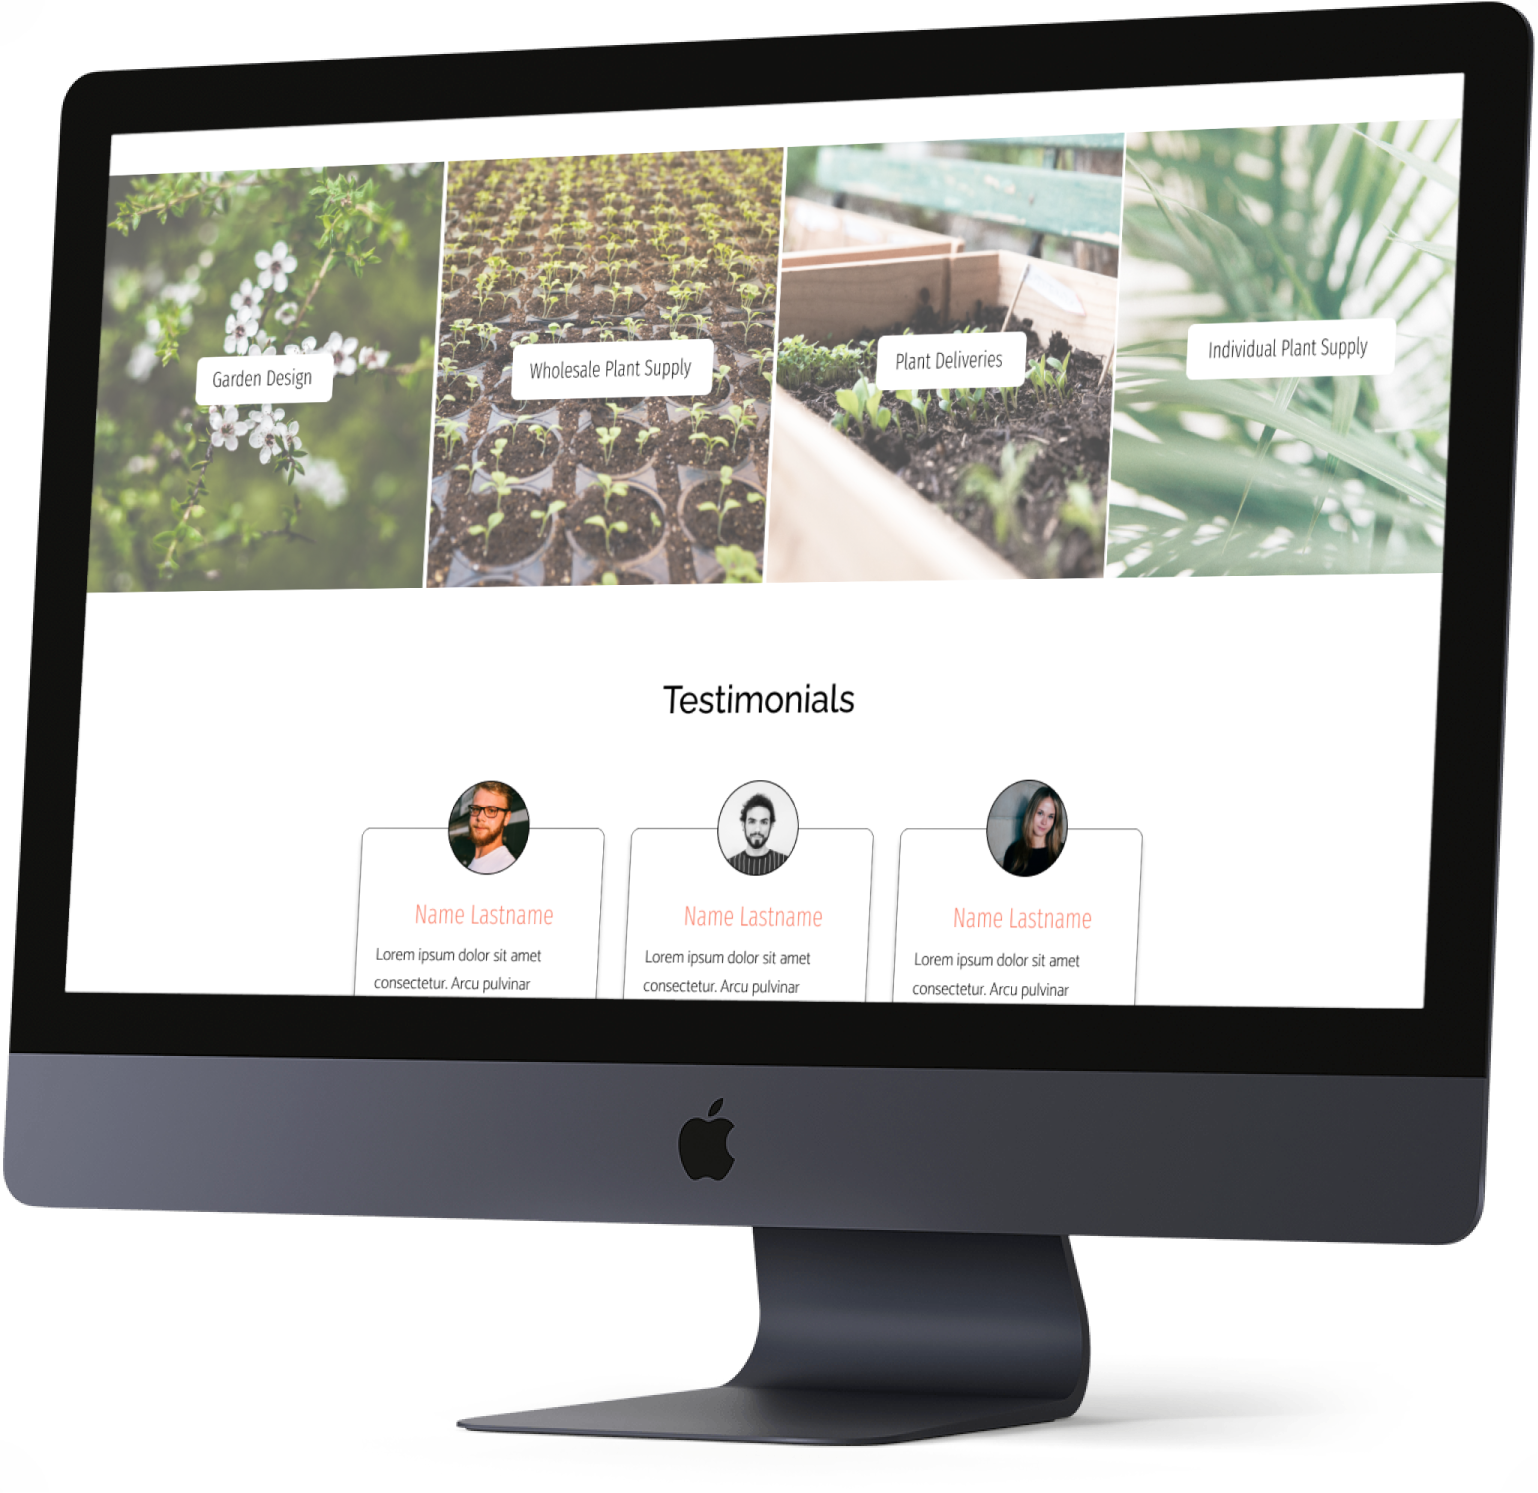 Garden Design
Wholesale Plant Supply
Plant Deliveries
Individual Plant Supply
Testimonials
Name Lastname
Lorem ipsum dolor sit amet
consectetur. Arcu pulvinar
Name Lastname
Lorem ipsum dolor sit amet
consectetur. Arcu pulvinar
Name Lastname
Lorem ipsum dolor sit amet
consectetur. Arcu pulvinar